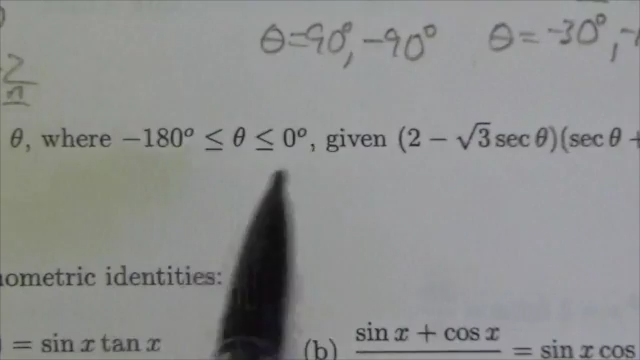 θ=90°, -90° θ=-30°, -
2
θ, where −180° ≤ θ ≤ 0°, given (2 − √3 sec θ)(sec θ +
nometric identities:
= sin x tan x (b) sin x + cos x = sin x cos